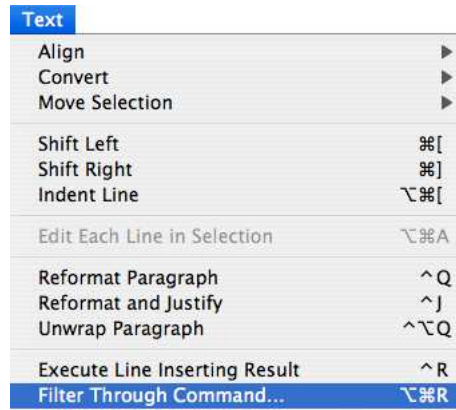 Text
Align
Convert
Move Selection
Shift Left ⌘[
Shift Right ⌘]
Indent Line ⌥⌘[
Edit Each Line in Selection ⌥⌘A
Reformat Paragraph ^Q
Reformat and Justify ^J
Unwrap Paragraph ^⌥Q
Execute Line Inserting Result ^R
Filter Through Command... ⌥⌘R